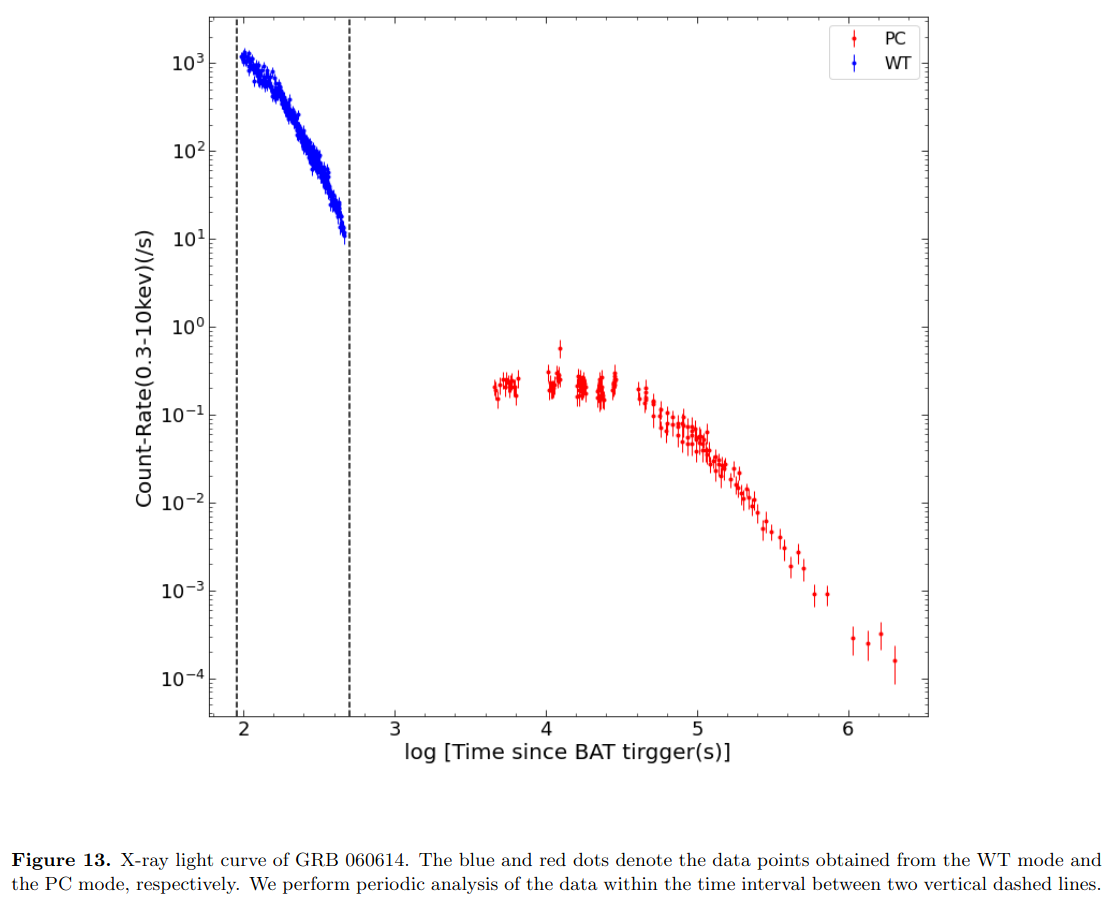 10³
10²
10¹
10⁰
10⁻¹
10⁻²
10⁻³
10⁻⁴
Count-Rate(0.3-10kev)(/s)
PC
WT
2 3 4 5 6
log [Time since BAT tirgger(s)]
Figure 13. X-ray light curve of GRB 060614. The blue and red dots denote the data points obtained from the WT mode and
the PC mode, respectively. We perform periodic analysis of the data within the time interval between two vertical dashed lines.